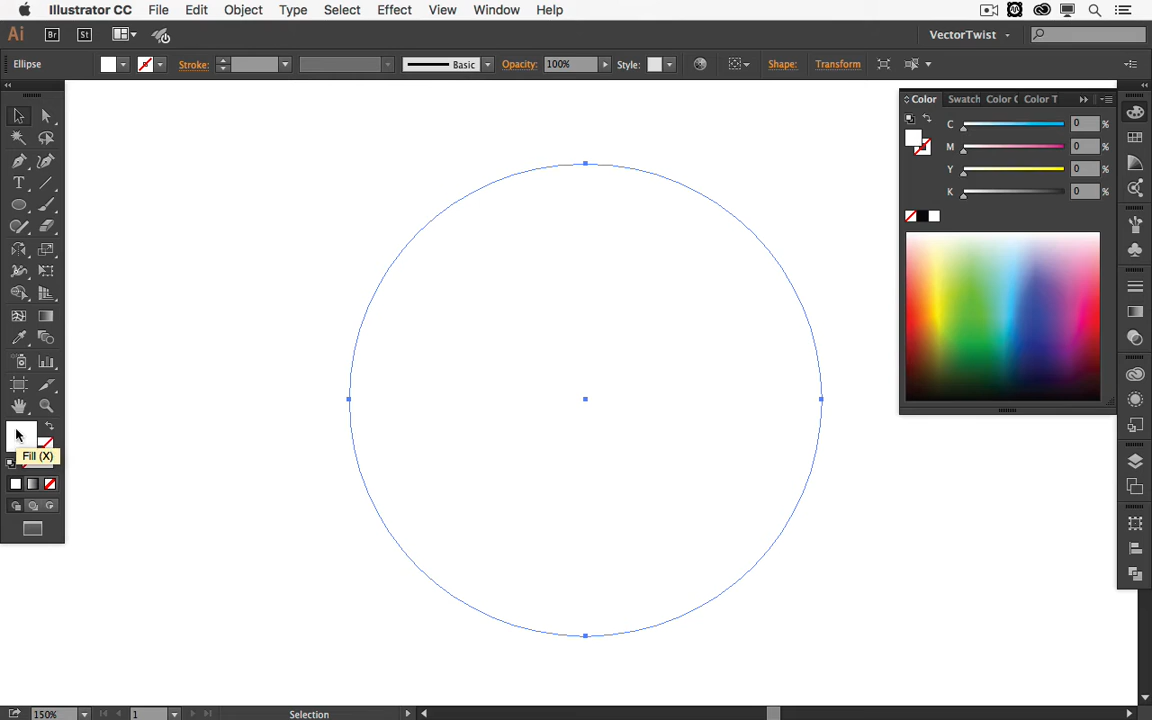 Illustrator CC File Edit Object Type Select Effect View Window Help
Ai Br St VectorTwist
Ellipse Stroke: Basic Opacity: 100% Style: Shape: Transform
Color Swatch Color Color T
C 0 %
M 0 %
Y 0 %
K 0 %
T
Fill (X)
150% 1 Selection